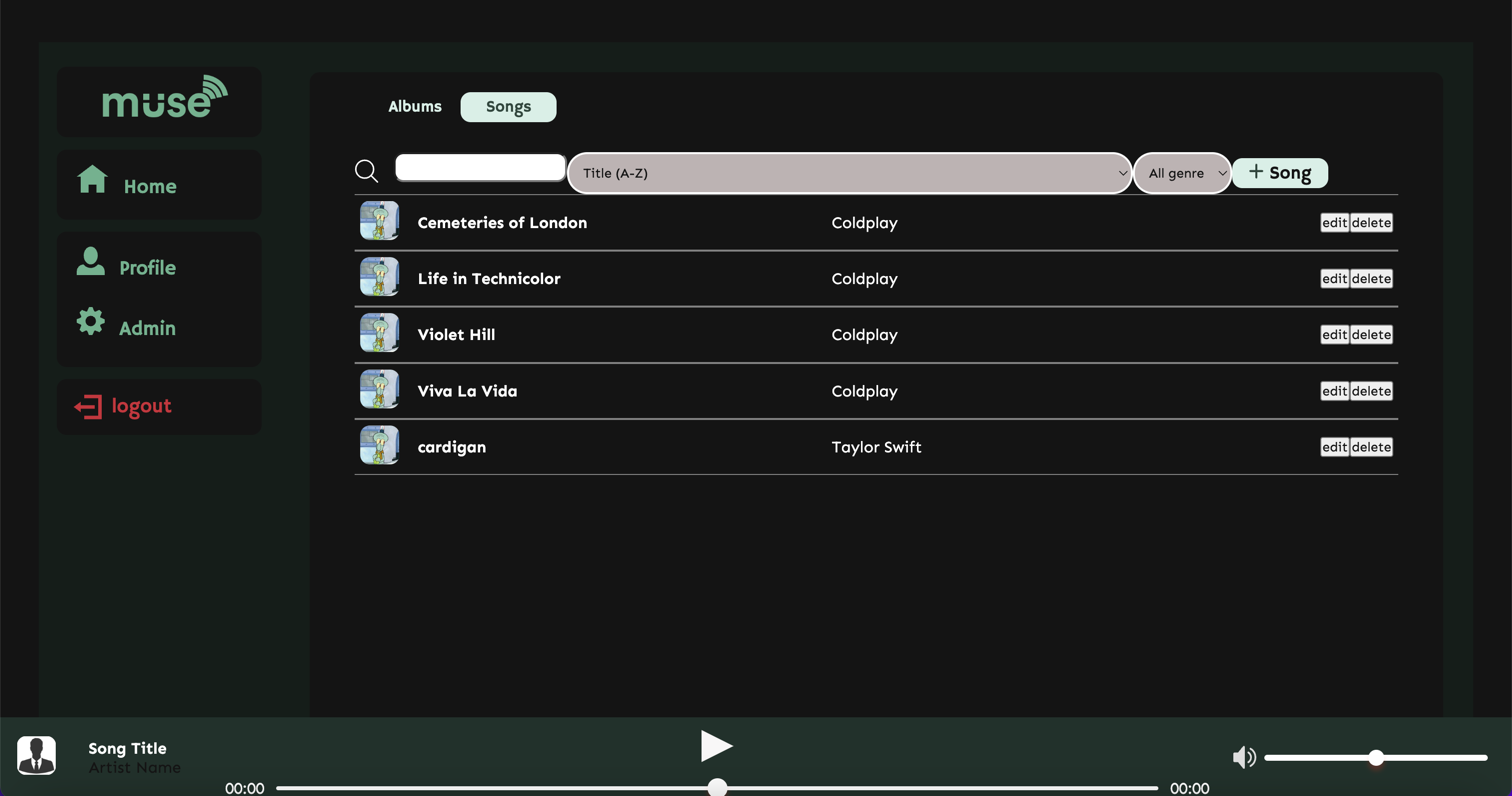 müse
Home
Profile
Admin
logout
Albums Songs
Title (A-Z) All genre + Song
Cemeteries of London Coldplay edit delete
Life in Technicolor Coldplay edit delete
Violet Hill Coldplay edit delete
Viva La Vida Coldplay edit delete
cardigan Taylor Swift edit delete
Song Title
Artist Name
00:00 00:00